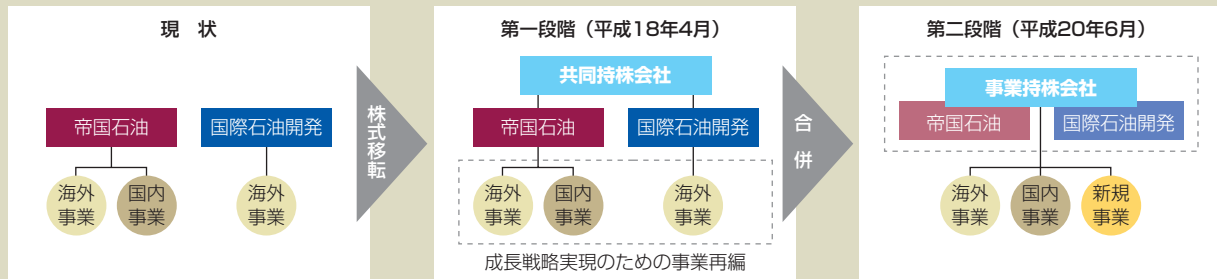 現　状
帝国石油
国際石油開発
海外
事業
国内
事業
海外
事業
株式移転
第一段階（平成18年4月）
共同持株会社
帝国石油
国際石油開発
海外
事業
国内
事業
海外
事業
成長戦略実現のための事業再編
合併
第二段階（平成20年6月）
事業持株会社
帝国石油
国際石油開発
海外
事業
国内
事業
新規
事業